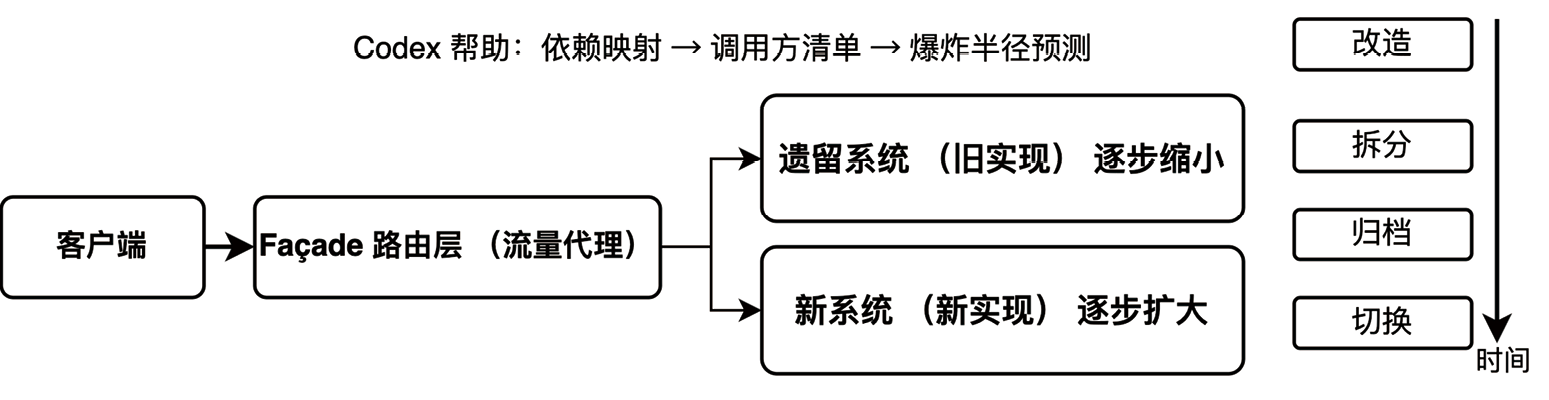 Codex 帮助：依赖映射 → 调用方清单 → 爆炸半径预测
客户端
Façade 路由层 （流量代理）
遗留系统 （旧实现） 逐步缩小
新系统 （新实现） 逐步扩大
改造
拆分
归档
切换
时间